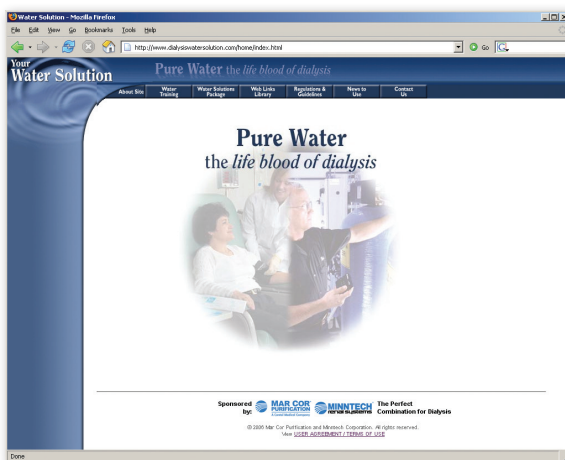 Water Solution - Mozilla Firefox
File Edit View Go Bookmarks Tools Help
http://www.dialysiswatersolution.com/home/index.html
Go
Your
Water Solution
Pure Water the life blood of dialysis
About Site
Water Training
Water Solutions Package
Web Links Library
Regulations & Guidelines
News to Use
Contact Us
Pure Water
the life blood of dialysis
Sponsored by:
MAR COR
PURIFICATION
MINNTECH
renal systems
The Perfect
Combination for Dialysis
© 2006 Mar Cor Purification and Minntech Corporation. All rights reserved.
View USER AGREEMENT / TERMS OF USE
Done